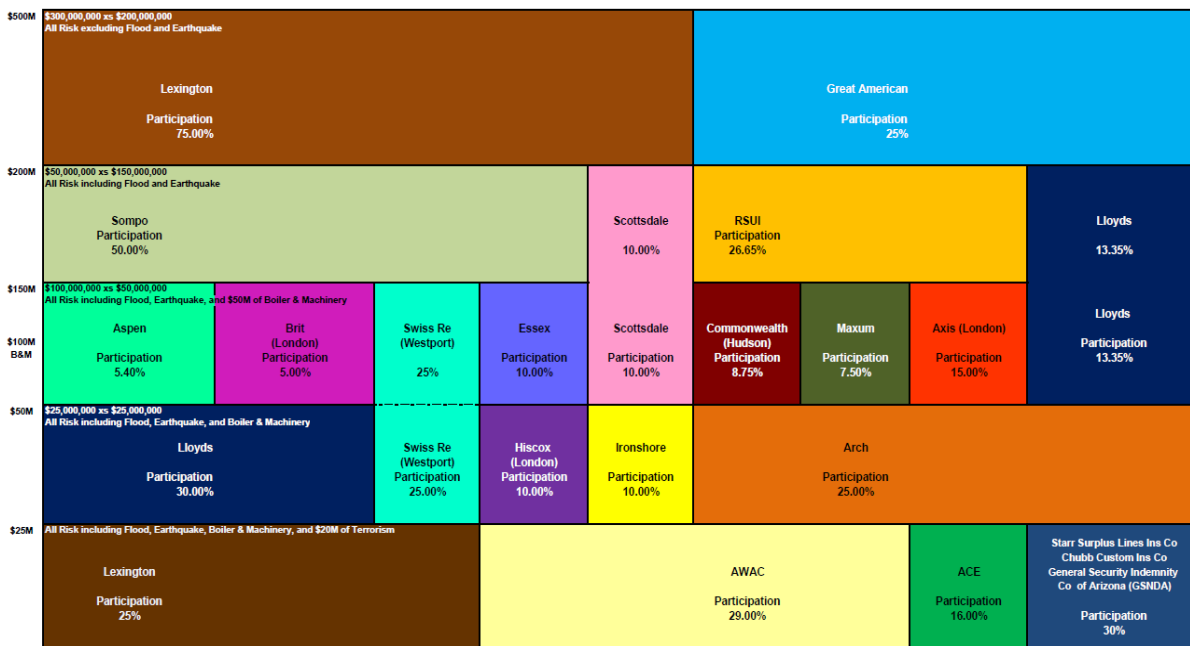 $500M
$300,000,000 xs $200,000,000
All Risk excluding Flood and Earthquake
Lexington
Participation
75.00%
Great American
Participation
25%
$200M
$50,000,000 xs $150,000,000
All Risk including Flood and Earthquake
Sompo
Participation
50.00%
Scottsdale
10.00%
RSUI
Participation
26.65%
Lloyds
13.35%
$150M
$100,000,000 xs $50,000,000
All Risk including Flood, Earthquake, and $50M of Boiler & Machinery
$100M
B&M
Aspen
Participation
5.40%
Brit
(London)
Participation
5.00%
Swiss Re
(Westport)
25%
Essex
Participation
10.00%
Scottsdale
Participation
10.00%
Commonwealth
(Hudson)
Participation
8.75%
Maxum
Participation
7.50%
Axis (London)
Participation
15.00%
Lloyds
Participation
13.35%
$50M
$25,000,000 xs $25,000,000
All Risk including Flood, Earthquake, and Boiler & Machinery
Lloyds
Participation
30.00%
Swiss Re
(Westport)
Participation
25.00%
Hiscox
(London)
Participation
10.00%
Ironshore
Participation
10.00%
Arch
Participation
25.00%
$25M
All Risk including Flood, Earthquake, Boiler & Machinery, and $20M of Terrorism
Lexington
Participation
25%
AWAC
Participation
29.00%
ACE
Participation
16.00%
Starr Surplus Lines Ins Co
Chubb Custom Ins Co
General Security Indemnity
Co of Arizona (GSNDA)
Participation
30%